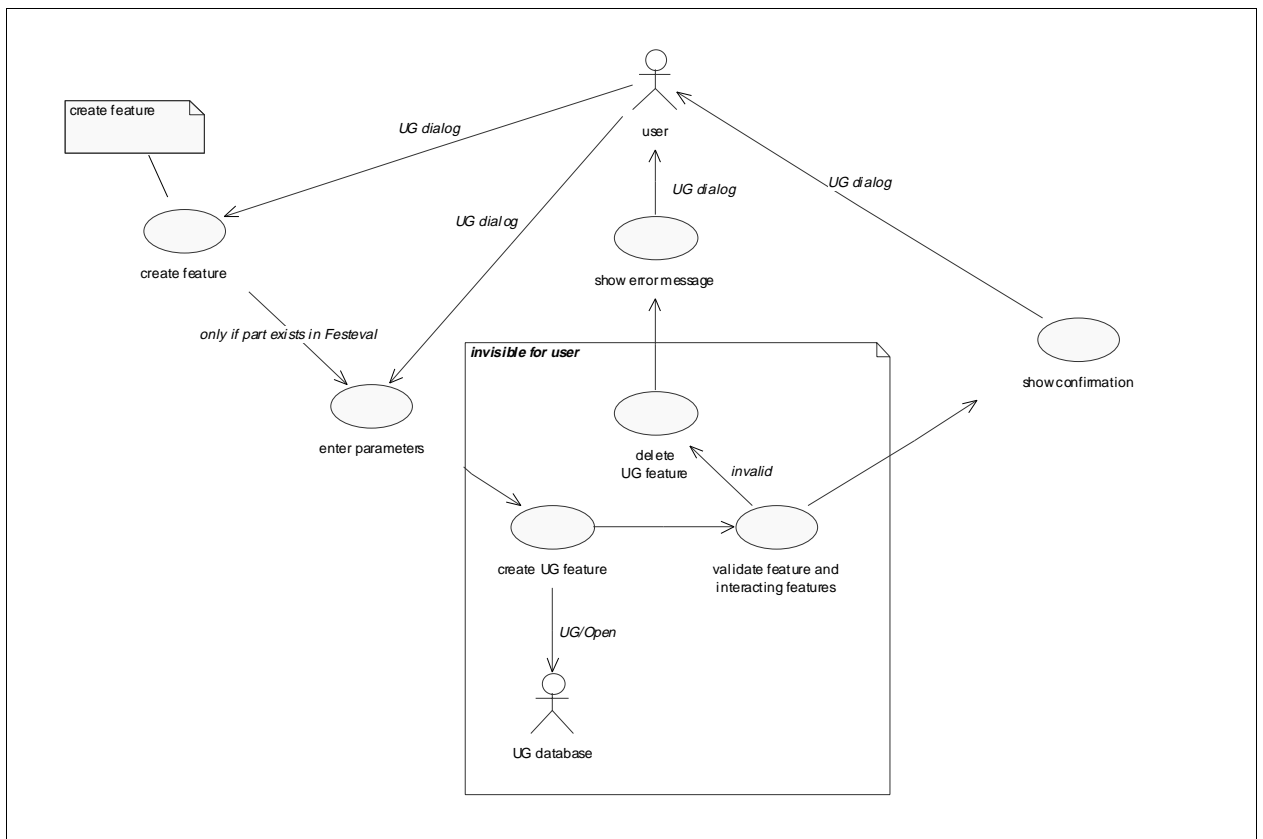 create feature
user
UG dialog
UG dialog
UG dialog
UG dialog
create feature
show error message
only if part exists in Festeval
invisible for user
show confirmation
enter parameters
delete
UG feature
invalid
create UG feature
validate feature and
interacting features
UG/Open
UG database